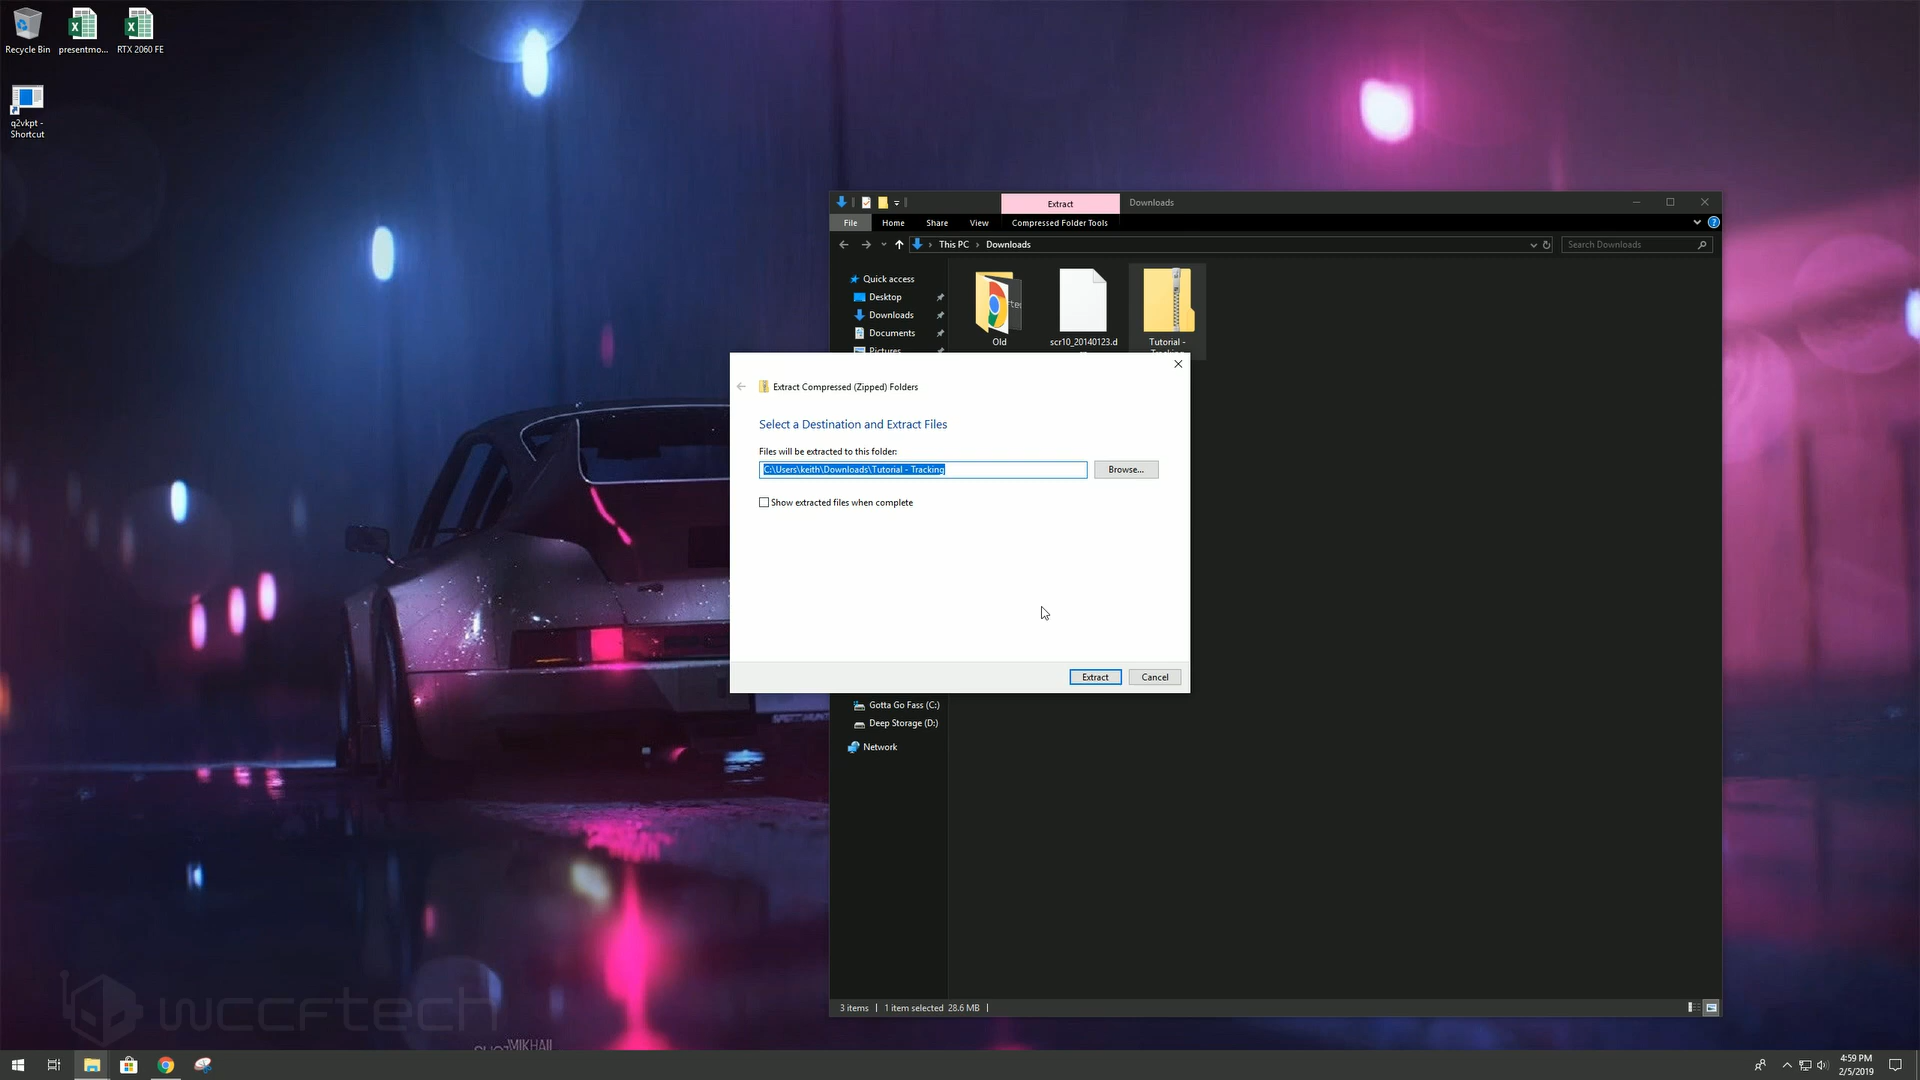 Recycle Bin
presentmo...
RTX 2060 FE
q2vkpt -
Shortcut
Extract
Downloads
File
Home
Share
View
Compressed Folder Tools
This PC
Downloads
Search Downloads
Quick access
Desktop
Downloads
Documents
Pictures
Old
scr10_20140123.d
Tutorial -
Tracking
Extract Compressed (Zipped) Folders
Select a Destination and Extract Files
Files will be extracted to this folder:
C:\Users\keith\Downloads\Tutorial - Tracking
Browse...
Show extracted files when complete
Extract
Cancel
Gotta Go Fass (C:)
Deep Storage (D:)
Network
3 items
1 item selected 28.6 MB
wccftech
MIKHAIL
4:59 PM
2/5/2019